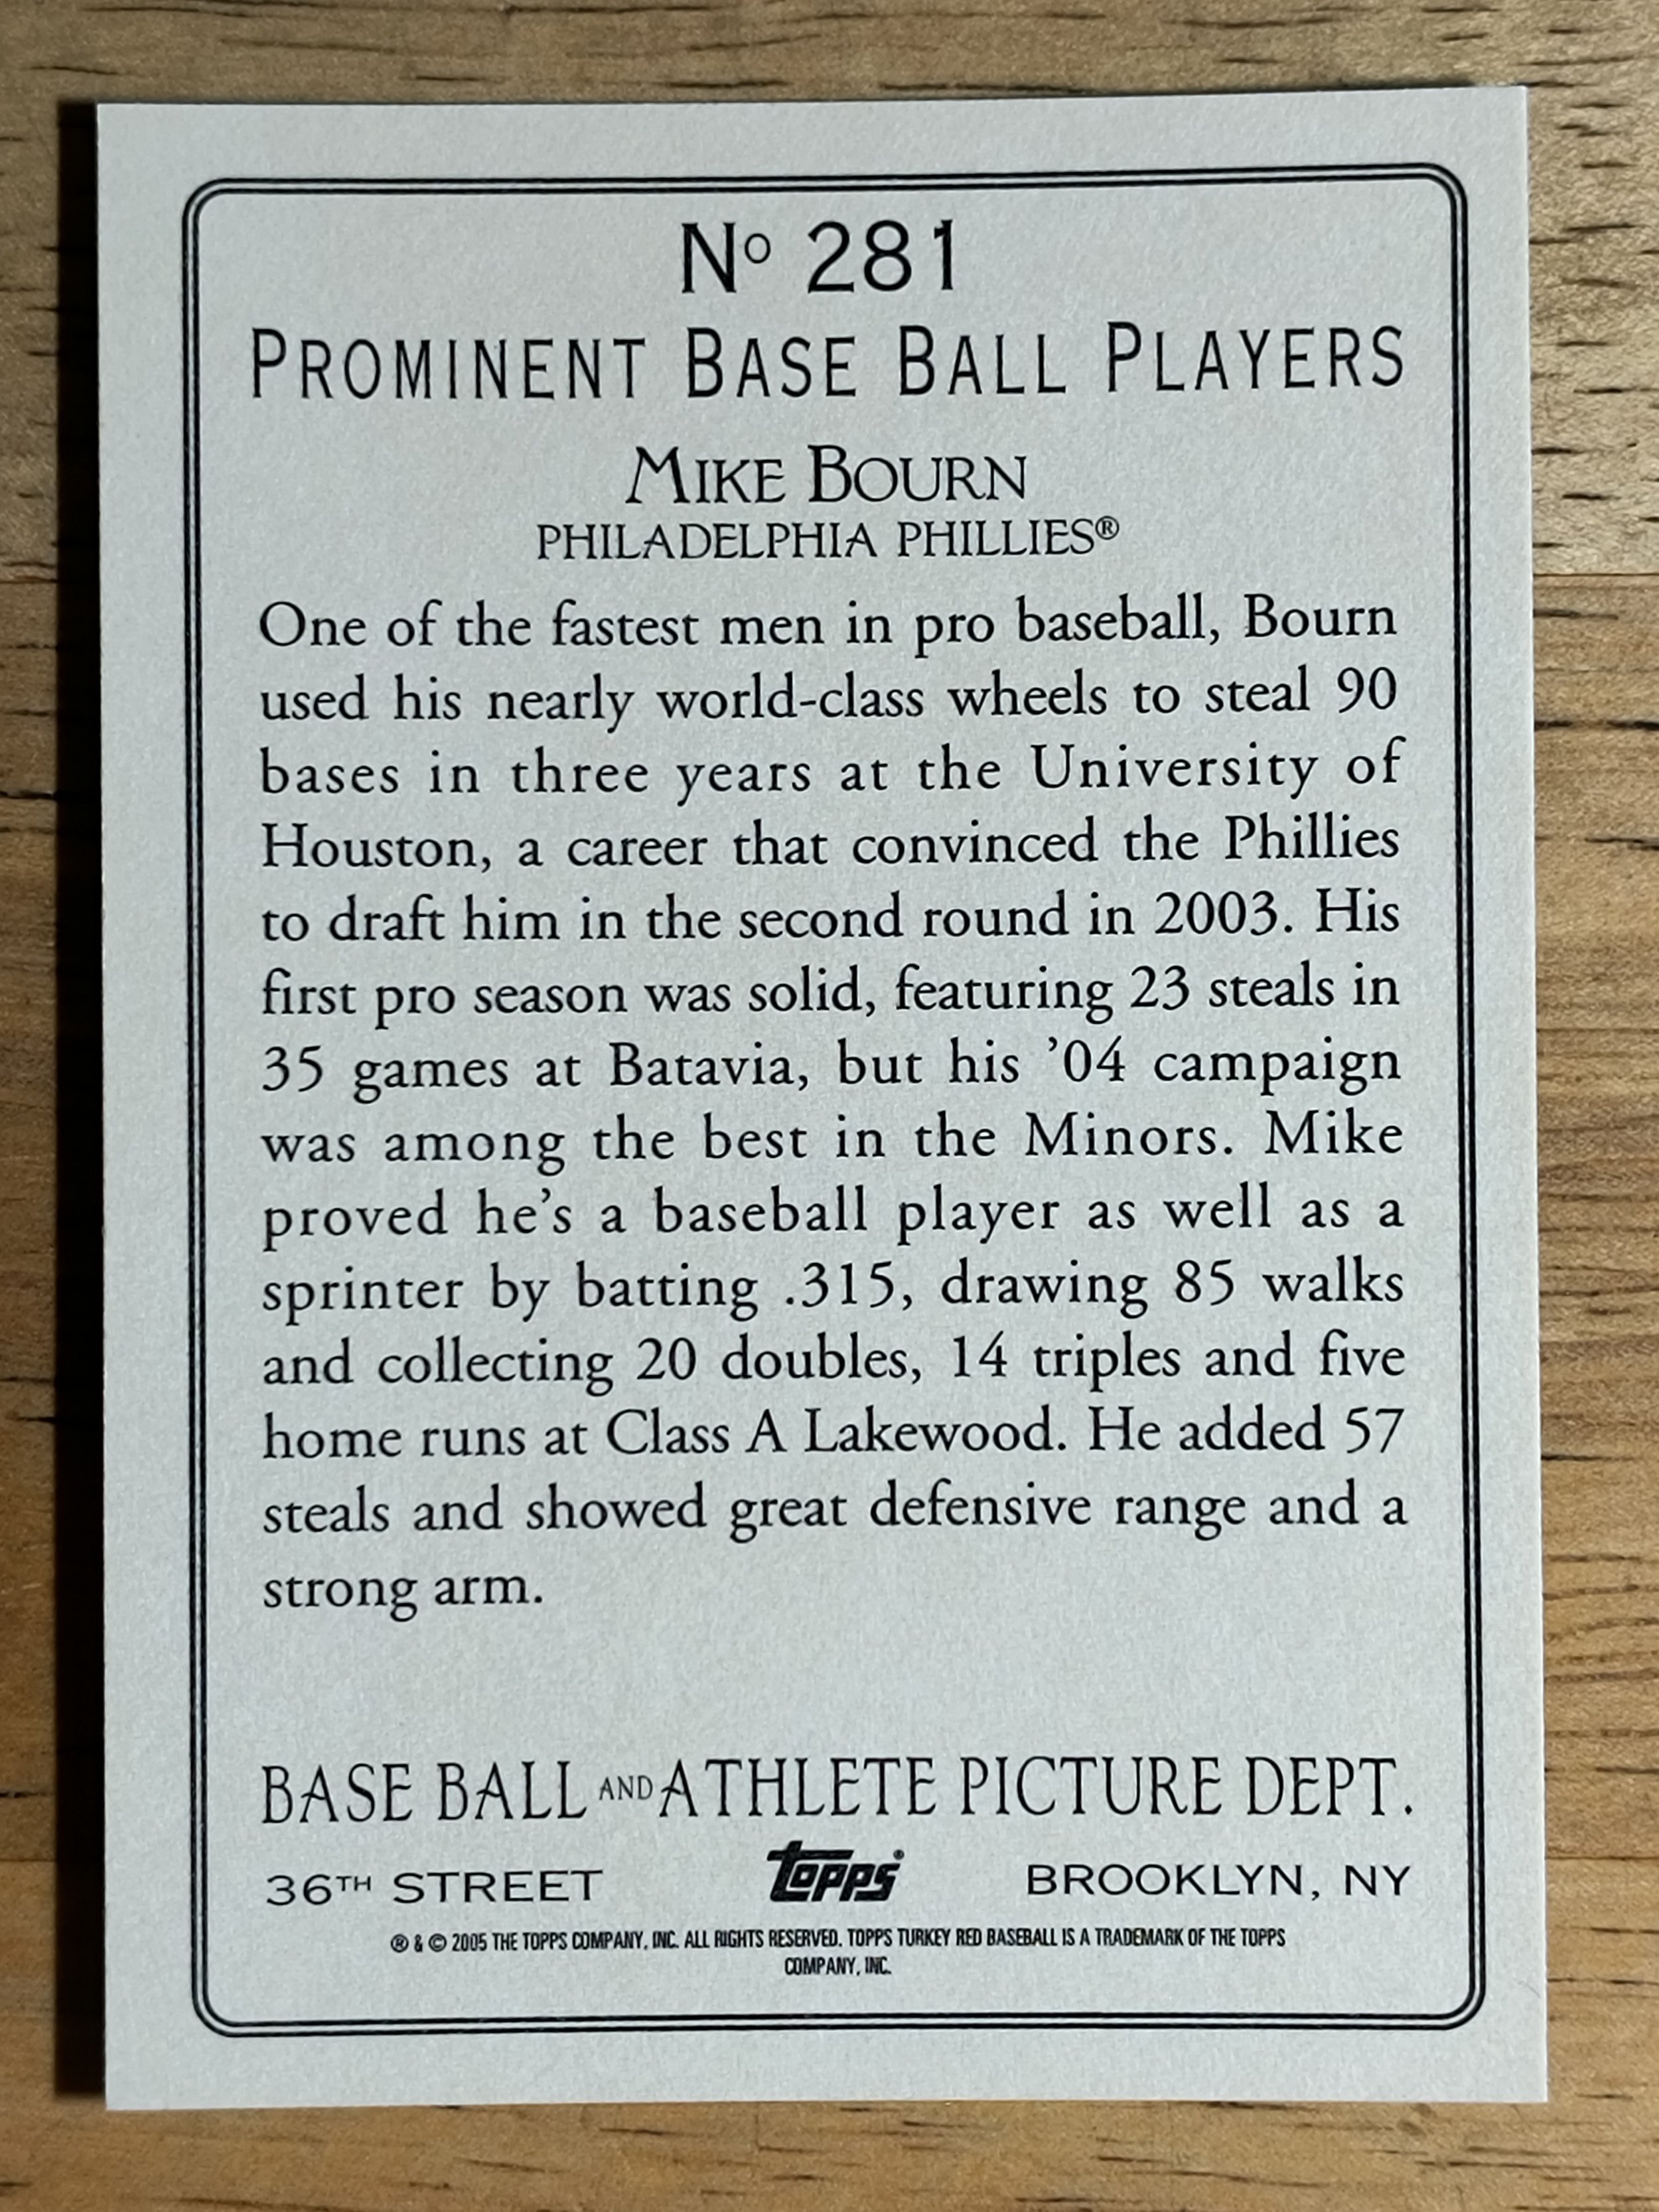 Nº 281
PROMINENT BASE BALL PLAYERS
MIKE BOURN
PHILADELPHIA PHILLIES®
One of the fastest men in pro baseball, Bourn
used his nearly world-class wheels to steal 90
bases in three years at the University of
Houston, a career that convinced the Phillies
to draft him in the second round in 2003. His
first pro season was solid, featuring 23 steals in
35 games at Batavia, but his ’04 campaign
was among the best in the Minors. Mike
proved he’s a baseball player as well as a
sprinter by batting .315, drawing 85 walks
and collecting 20 doubles, 14 triples and five
home runs at Class A Lakewood. He added 57
steals and showed great defensive range and a
strong arm.
BASE BALL AND ATHLETE PICTURE DEPT.
36TH STREET topps® BROOKLYN, NY
® & © 2005 THE TOPPS COMPANY, INC. ALL RIGHTS RESERVED. TOPPS TURKEY RED BASEBALL IS A TRADEMARK OF THE TOPPS
COMPANY, INC.